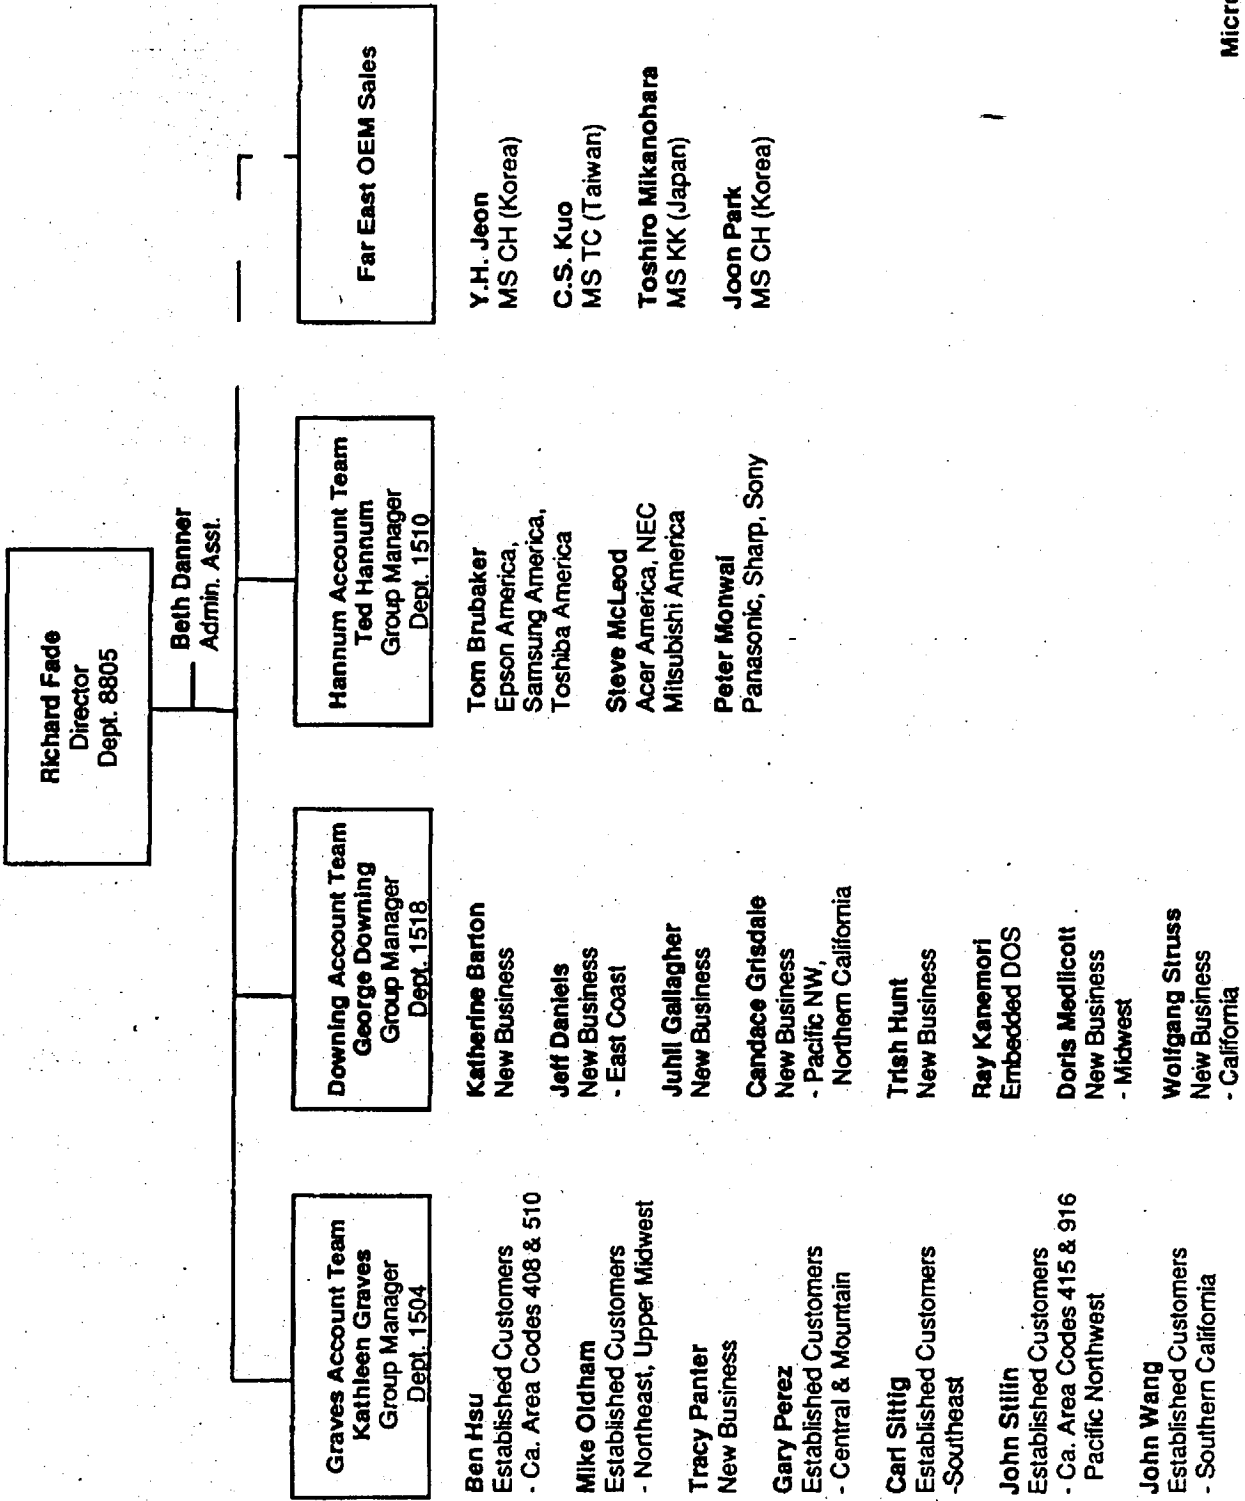 Richard Fade
Director
Dept. 8805
Beth Danner
Admin. Asst.
Graves Account Team
Kathleen Graves
Group Manager
Dept. 1504
Ben Hsu
Established Customers
- Ca. Area Codes 408 & 510
Mike Oldham
Established Customers
- Northeast, Upper Midwest
Tracy Panter
New Business
Gary Perez
Established Customers
- Central & Mountain
Carl Sittig
Established Customers
-Southeast
John Stilin
Established Customers
- Ca. Area Codes 415 & 916
Pacific Northwest
John Wang
Established Customers
- Southern California
Downing Account Team
George Downing
Group Manager
Dept. 1518
Katherine Barton
New Business
Jeff Daniels
New Business
- East Coast
Juhli Gallagher
New Business
Candace Grisdale
New Business
- Pacific NW,
Northern California
Trish Hunt
New Business
Ray Kanemori
Embedded DOS
Doris Medlicott
New Business
- Midwest
Wolfgang Struss
New Business
- California
Hannum Account Team
Ted Hannum
Group Manager
Dept. 1510
Tom Brubaker
Epson America,
Samsung America,
Toshiba America
Steve McLeod
Acer America, NEC
Mitsubishi America
Peter Monwai
Panasonic, Sharp, Sony
Far East OEM Sales
Y.H. Jeon
MS CH (Korea)
C.S. Kuo
MS TC (Taiwan)
Toshiro Mikanohara
MS KK (Japan)
Joon Park
MS CH (Korea)